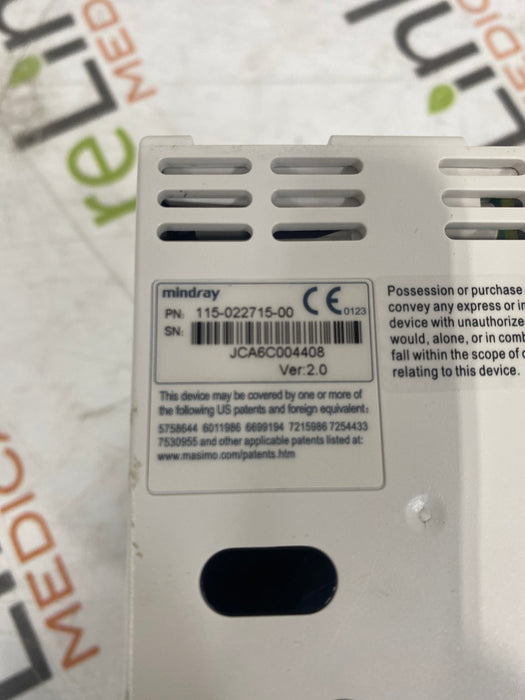 reLink
MEDICAL
mindray
PN: 115-022715-00 CE 0123
SN:
JCA6C004408
Ver:2.0
This device may be covered by one or more of
the following US patents and foreign equivalent:
5758644 6011986 6699194 7215986 7254433
7530955 and other applicable patents listed at:
www.masimo.com/patents.htm
Possession or purchase
convey any express or
device with unauthorize
would, alone, or in
fall within the scope of
relating to this device.